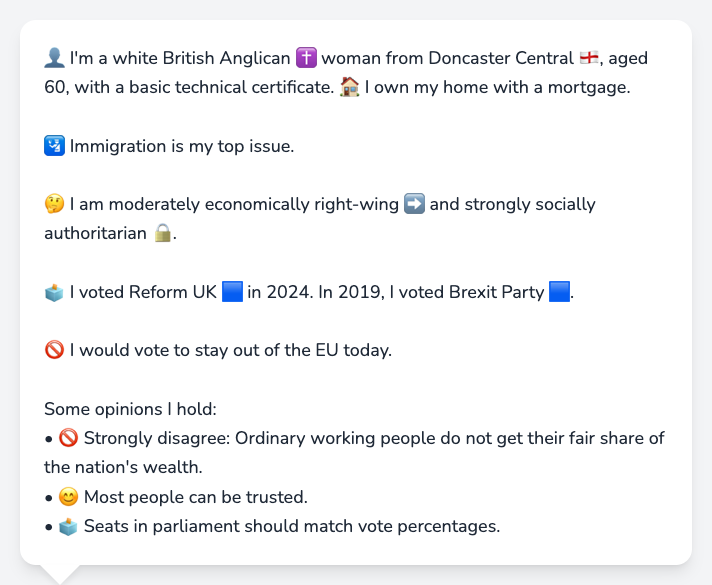 👤 I'm a white British Anglican ✝️ woman from Doncaster Central 🏴󠁧󠁢󠁥󠁮󠁧󠁿, aged
60, with a basic technical certificate. 🏠 I own my home with a mortgage.
🛂 Immigration is my top issue.
🤔 I am moderately economically right-wing ➡️ and strongly socially
authoritarian 🔒.
🗳️ I voted Reform UK 🟦 in 2024. In 2019, I voted Brexit Party 🟦.
🚫 I would vote to stay out of the EU today.
Some opinions I hold:
• 🚫 Strongly disagree: Ordinary working people do not get their fair share of
the nation's wealth.
• 😊 Most people can be trusted.
• 🗳️ Seats in parliament should match vote percentages.